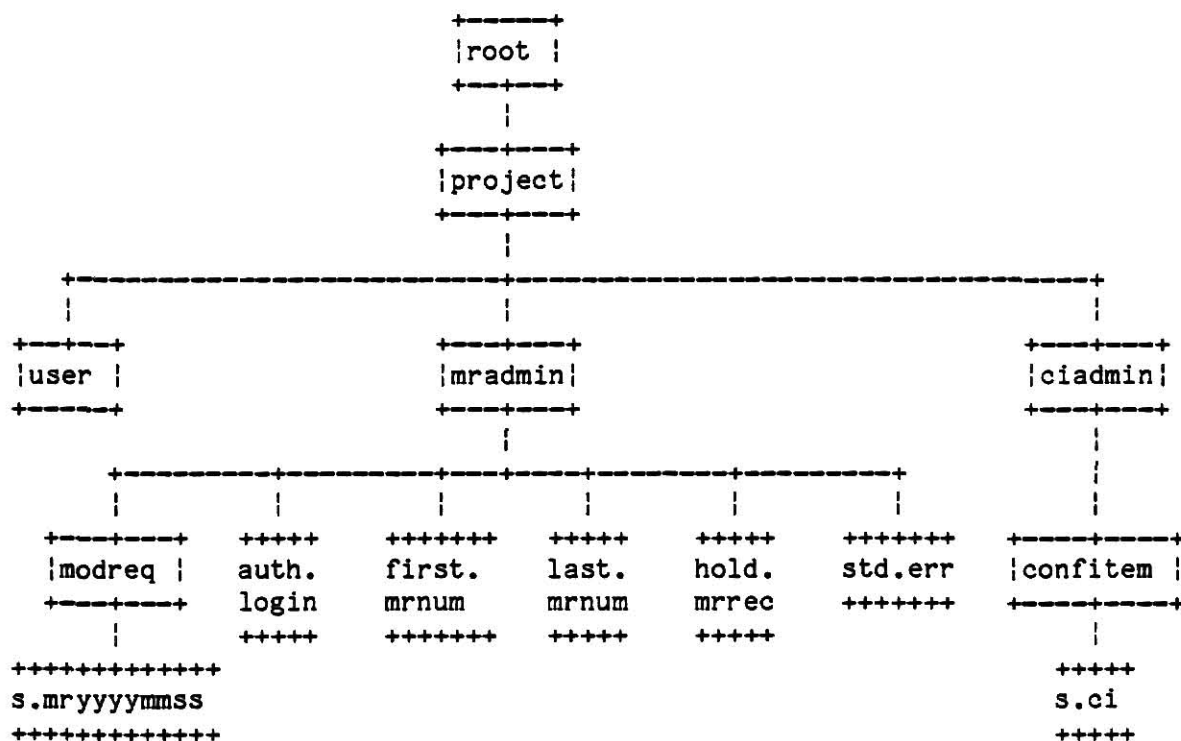 root
project
user mradmin ciadmin
modreq auth. first. last. hold. std.err confitem
login mrnum mrnum mrrec
s.mryyyymmss s.ci